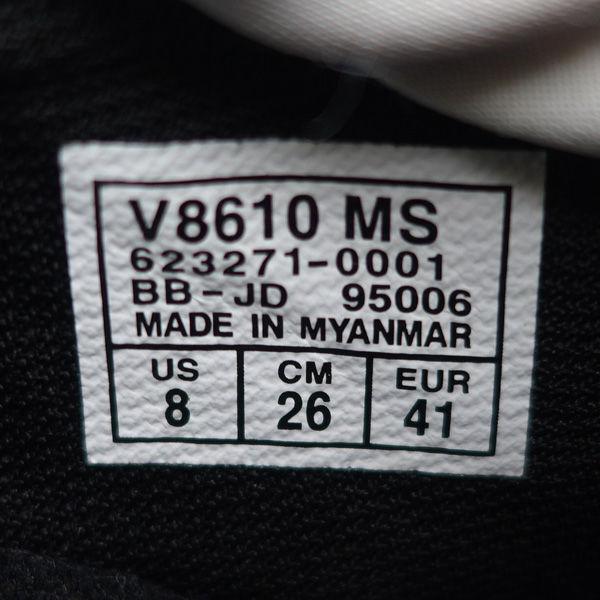 V8610 MS
623271-0001
BB-JD 95006
MADE IN MYANMAR
US CM EUR
8 26 41